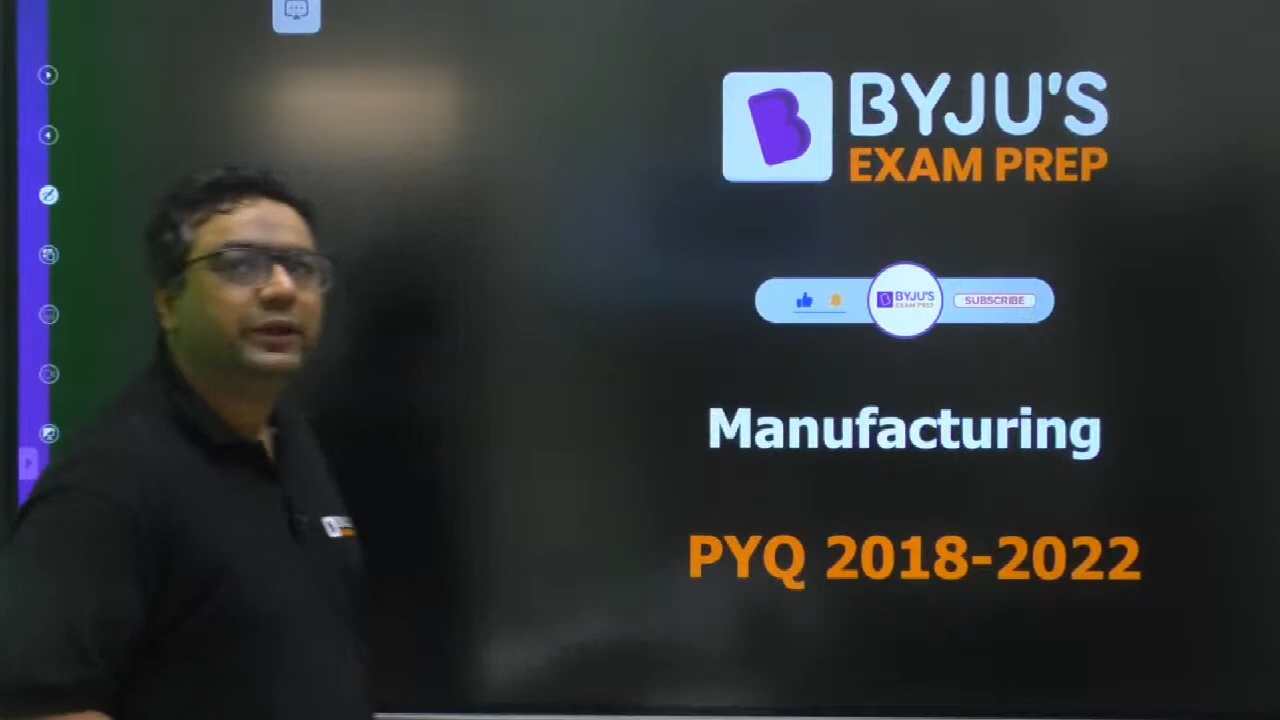 BYJU'S
EXAM PREP
BYJU'S
EXAM PREP
SUBSCRIBE
Manufacturing
PYQ 2018-2022